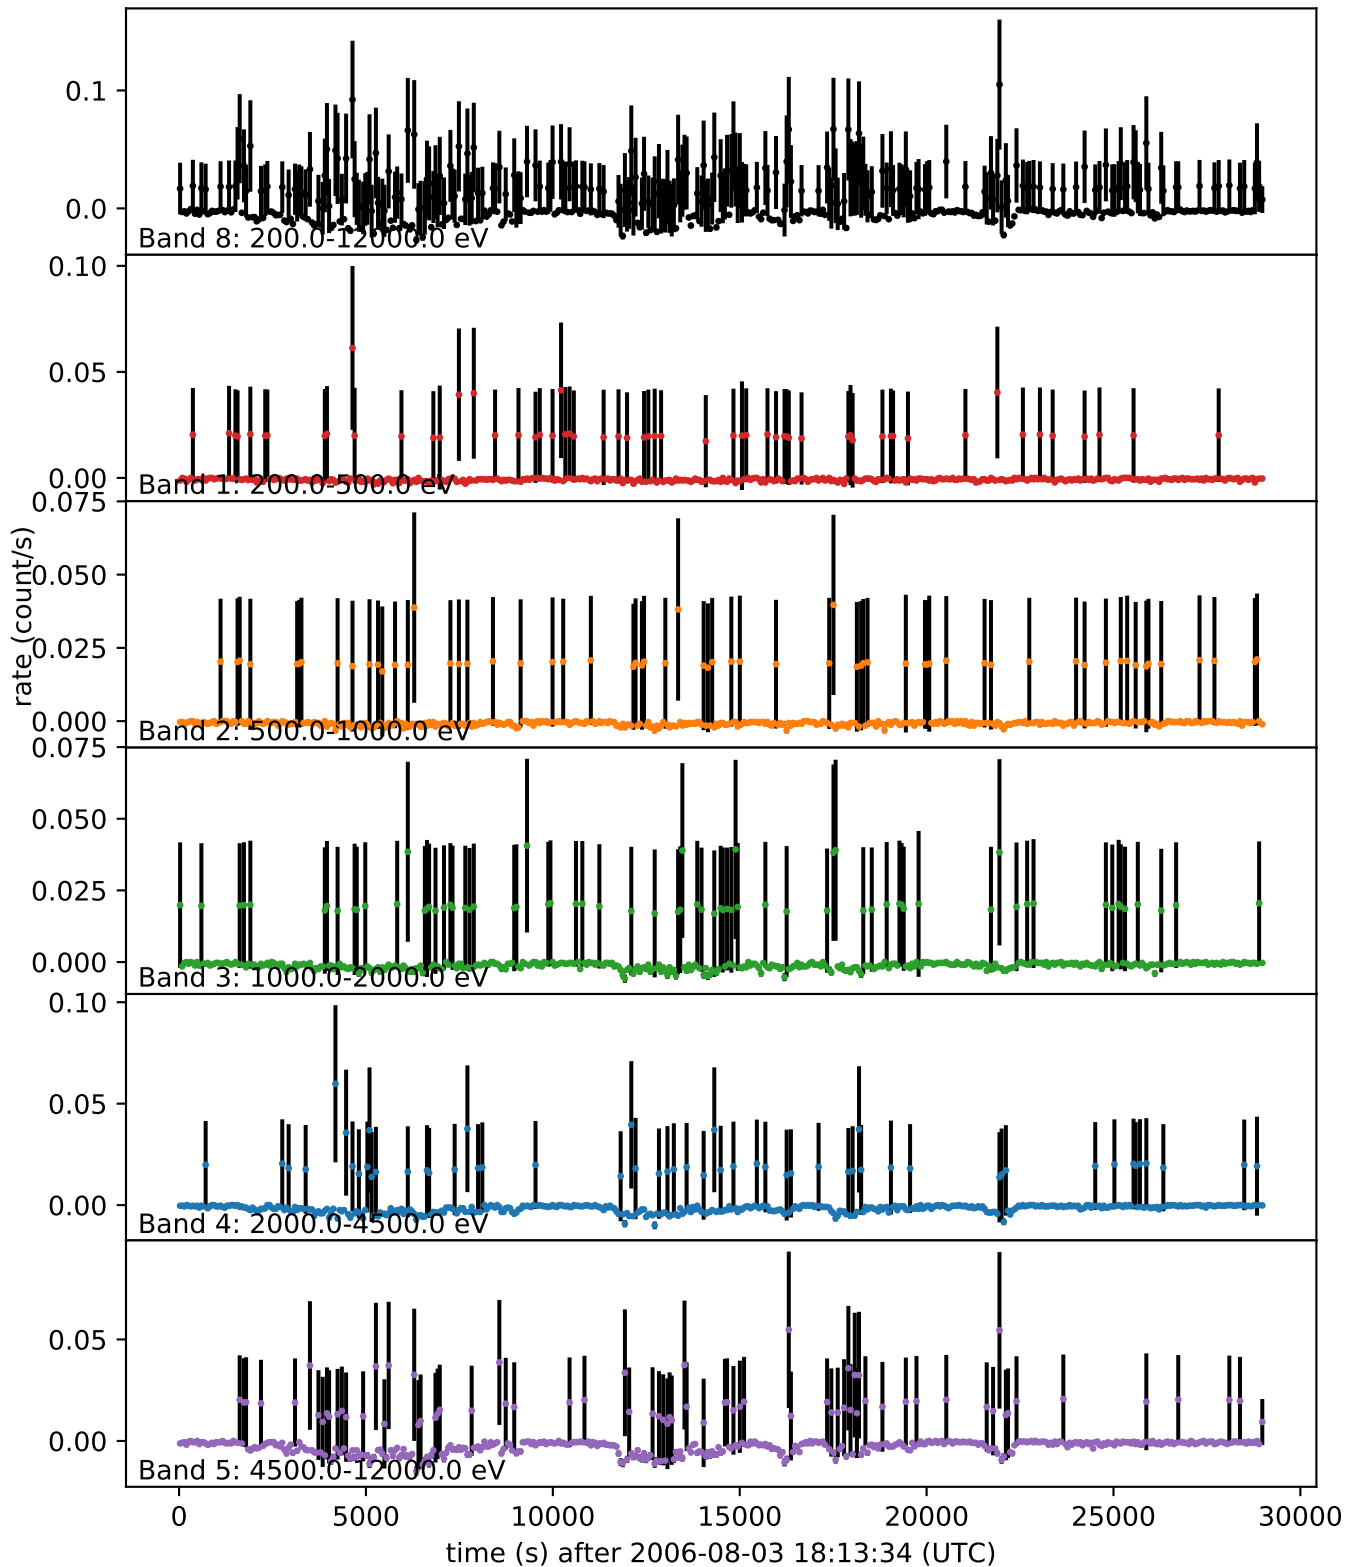 0.1
0.0
Band 8: 200.0-12000.0 eV
0.10
0.05
0.00
Band 1: 200.0-500.0 eV
rate (count/s)
0.075
0.050
0.025
0.000
Band 2: 500.0-1000.0 eV
0.075
0.050
0.025
0.000
Band 3: 1000.0-2000.0 eV
0.10
0.05
0.00
Band 4: 2000.0-4500.0 eV
0.05
0.00
Band 5: 4500.0-12000.0 eV
0 5000 10000 15000 20000 25000 30000
time (s) after 2006-08-03 18:13:34 (UTC)